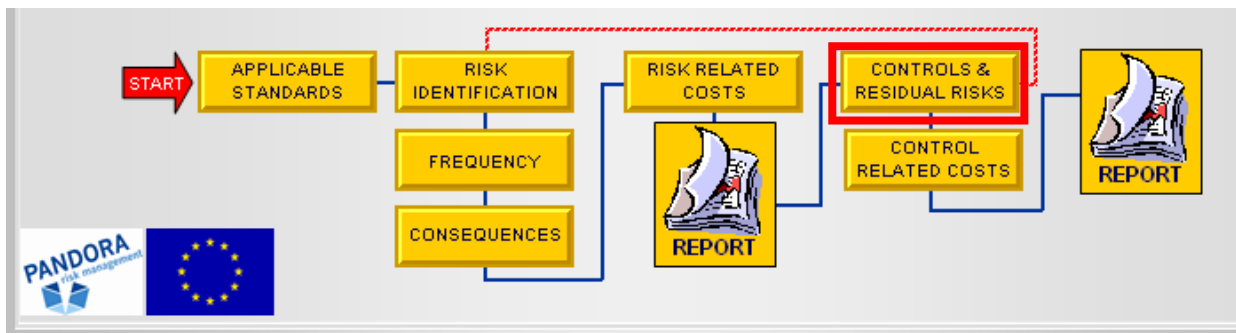 START
APPLICABLE
STANDARDS
RISK
IDENTIFICATION
FREQUENCY
CONSEQUENCES
RISK RELATED
COSTS
REPORT
CONTROLS &
RESIDUAL RISKS
CONTROL
RELATED COSTS
REPORT
PANDORA
risk management